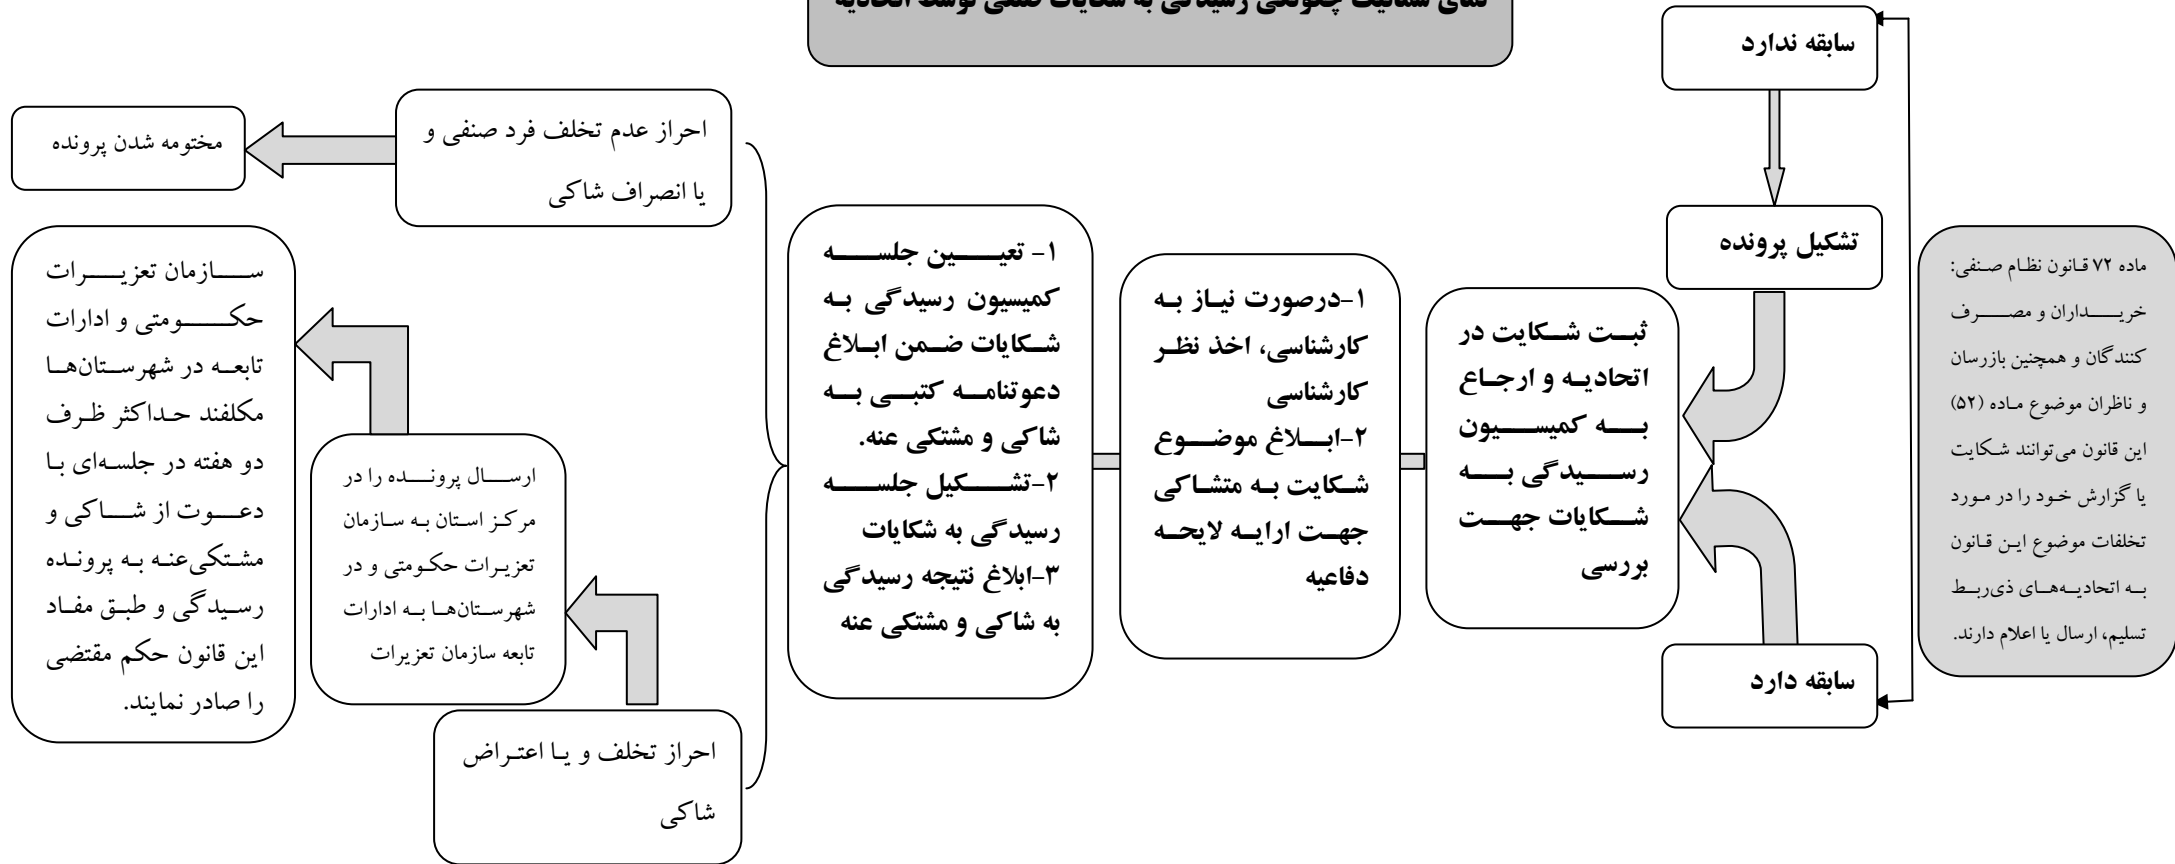 نمای شماتیک چگونگی رسیدگی به شکایات صنفی توسط اتحادیه
ماده ۷۲ قانون نظام صنفی:
خریداران و مصرف
کنندگان و همچنین بازرسان
و ناظران موضوع ماده (۵۲)
این قانون می‌توانند شکایت
یا گزارش خود را در مورد
تخلفات موضوع این قانون
به اتحادیه‌های ذی‌ربط
تسلیم، ارسال یا اعلام دارند.
سابقه ندارد
تشکیل پرونده
سابقه دارد
ثبت شکایت در
اتحادیه و ارجاع
به کمیسیون
رسیدگی به
شکایات جهت
بررسی
۱-درصورت نیاز به
کارشناسی، اخذ نظر
کارشناسی
۲-ابلاغ موضوع
شکایت به متشاکی
جهت ارایه لایحه
دفاعیه
۱- تعیین جلسه
کمیسیون رسیدگی به
شکایات ضمن ابلاغ
دعوتنامه کتبی به
شاکی و مشتکی عنه.
۲-تشکیل جلسه
رسیدگی به شکایات
۳-ابلاغ نتیجه رسیدگی
به شاکی و مشتکی عنه
احراز عدم تخلف فرد صنفی و
یا انصراف شاکی
مختومه شدن پرونده
احراز تخلف و یا اعتراض
شاکی
ارسال پرونده را در
مرکز استان به سازمان
تعزیرات حکومتی و در
شهرستان‌ها به ادارات
تابعه سازمان تعزیرات
سازمان تعزیرات
حکومتی و ادارات
تابعه در شهرستان‌ها
مکلفند حداکثر ظرف
دو هفته در جلسه‌ای با
دعوت از شاکی و
مشتکی‌عنه به پرونده
رسیدگی و طبق مفاد
این قانون حکم مقتضی
را صادر نمایند.